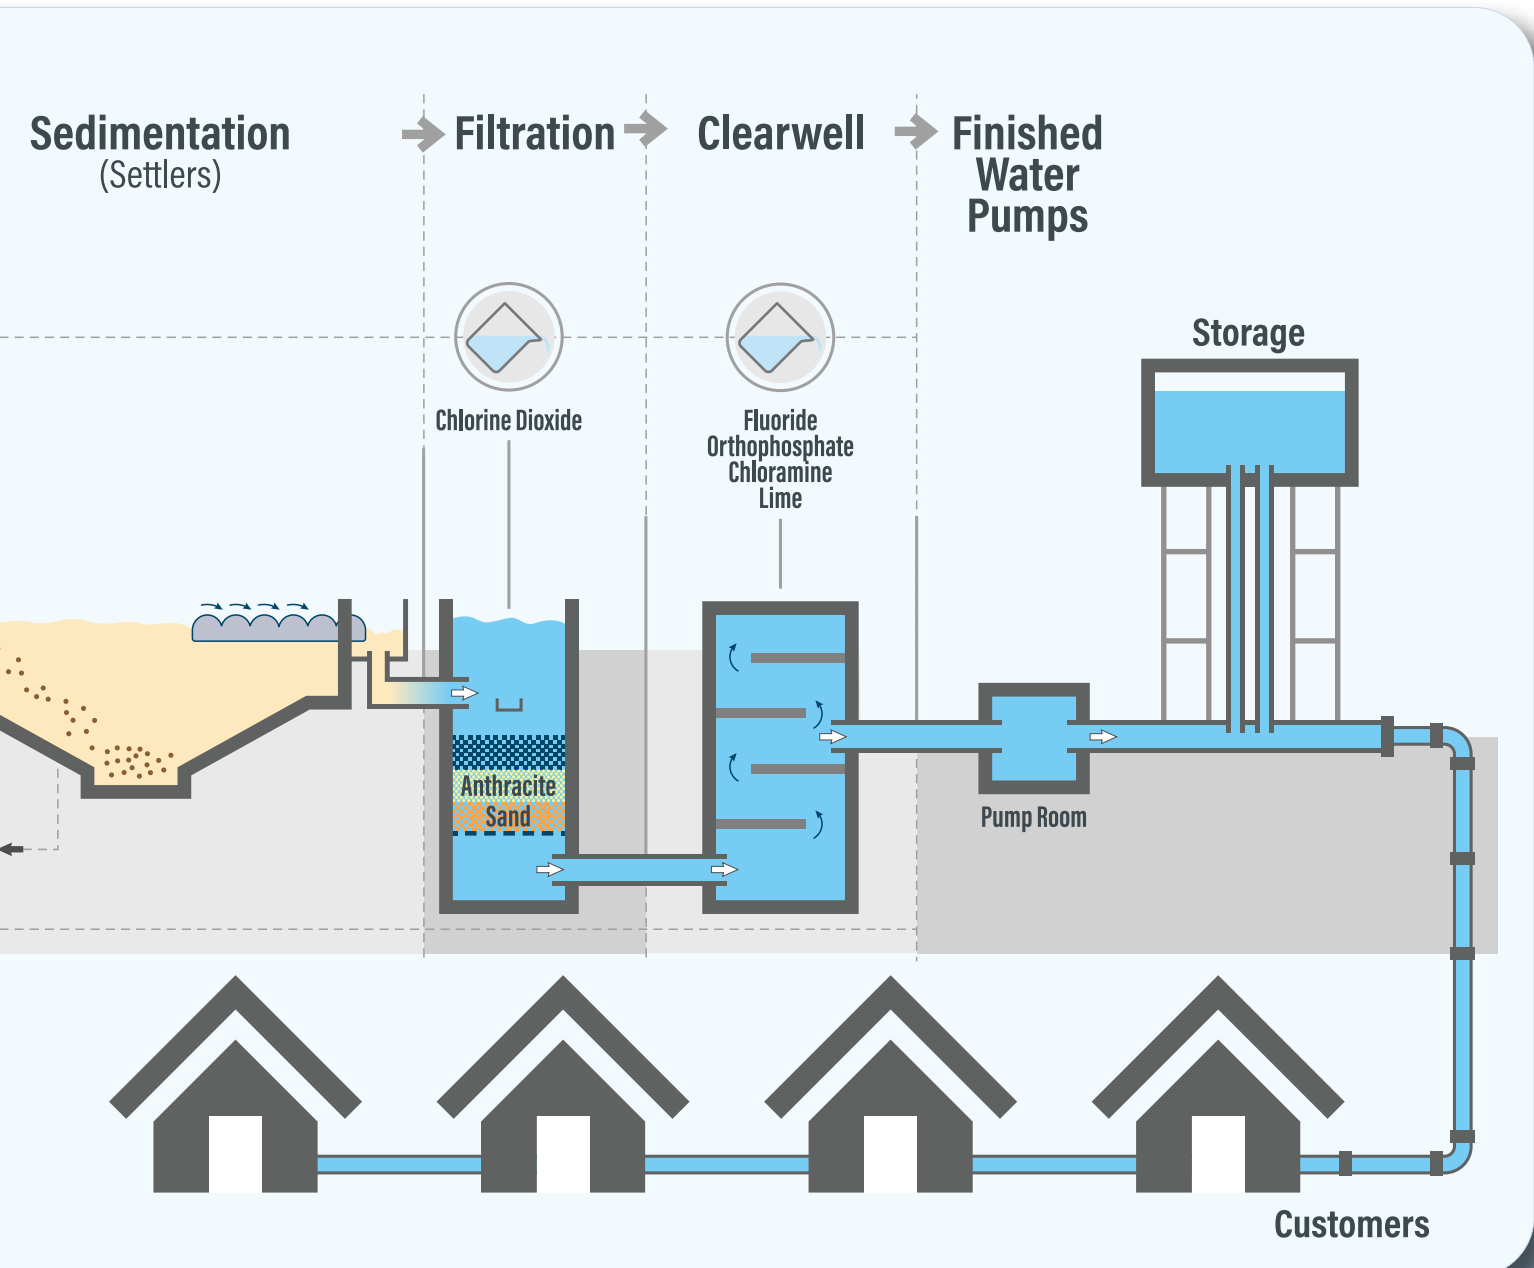 Sedimentation
(Settlers)
Filtration
Clearwell
Finished
Water
Pumps
Storage
Chlorine Dioxide
Fluoride
Orthophosphate
Chloramine
Lime
Anthracite
Sand
Pump Room
Customers